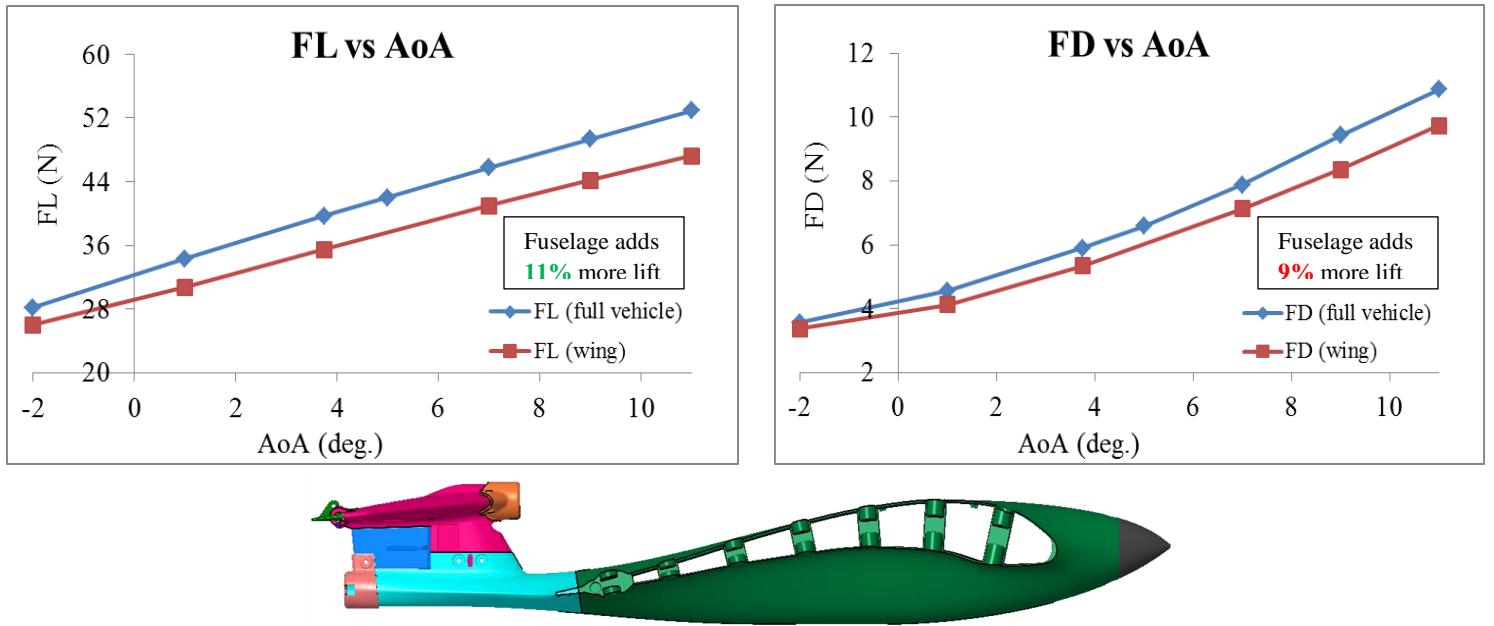 FL vs AoA
60
52
44
36
28
20
FL (N)
Fuselage adds
11% more lift
FL (full vehicle)
FL (wing)
-2 0 2 4 6 8 10
AoA (deg.)
FD vs AoA
12
10
8
6
4
2
FD (N)
Fuselage adds
9% more lift
FD (full vehicle)
FD (wing)
-2 0 2 4 6 8 10
AoA (deg.)